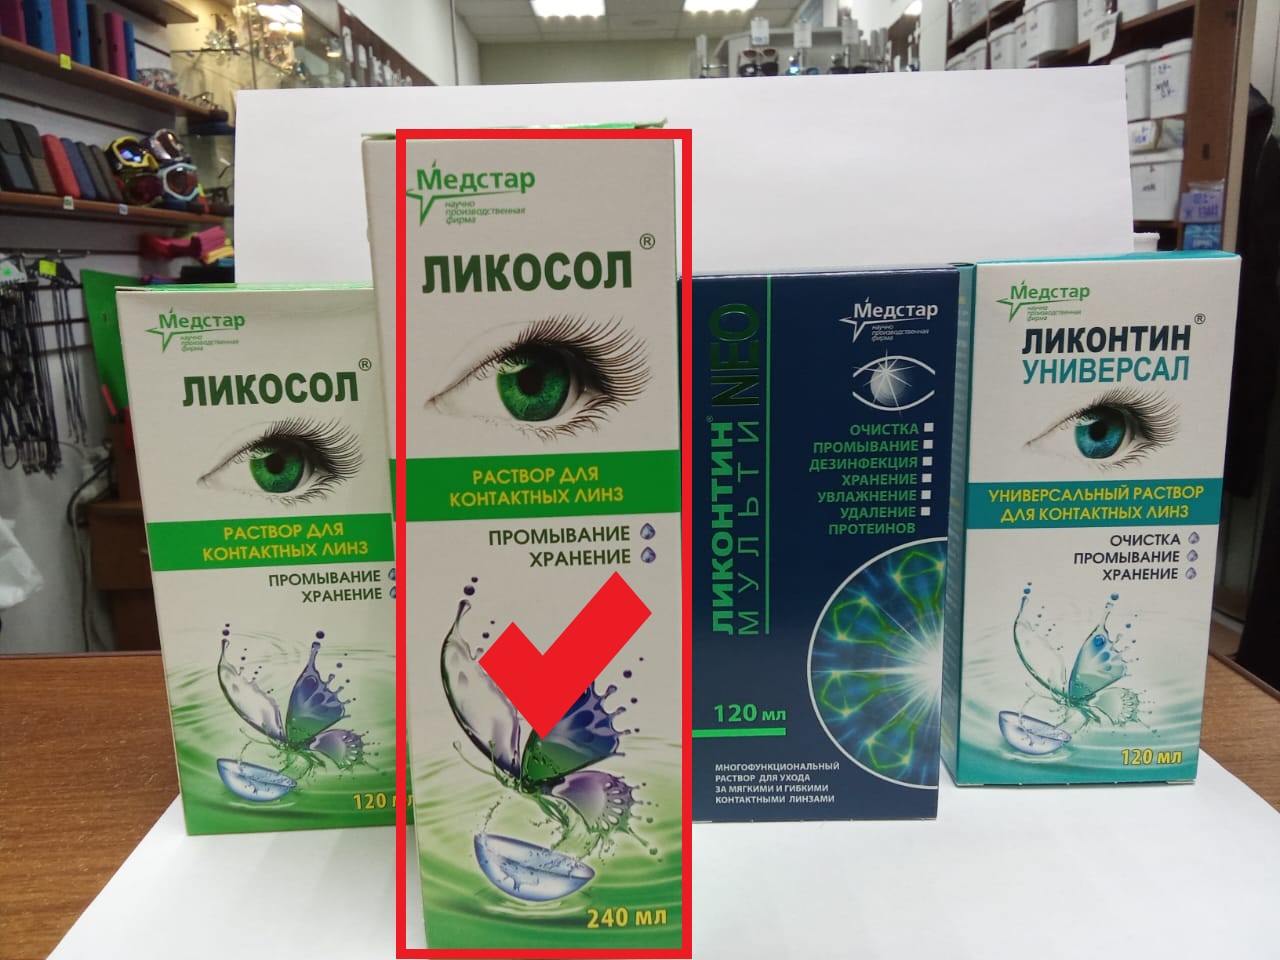 Медстар
научно
производственная
фирма
ЛИКОСОЛ®
РАСТВОР ДЛЯ
КОНТАКТНЫХ ЛИНЗ
ПРОМЫВАНИЕ
ХРАНЕНИЕ
120 мл
Медстар
научно
производственная
фирма
ЛИКОСОЛ®
РАСТВОР ДЛЯ
КОНТАКТНЫХ ЛИНЗ
ПРОМЫВАНИЕ
ХРАНЕНИЕ
240 мл
ЛИКОНТИН®
МУЛЬТИ NEO
Медстар
научно
производственная
фирма
ОЧИСТКА
ПРОМЫВАНИЕ
ДЕЗИНФЕКЦИЯ
ХРАНЕНИЕ
УВЛАЖНЕНИЕ
УДАЛЕНИЕ
ПРОТЕИНОВ
120 мл
МНОГОФУНКЦИОНАЛЬНЫЙ
РАСТВОР ДЛЯ УХОДА
ЗА МЯГКИМИ И ГИБКИМИ
КОНТАКТНЫМИ ЛИНЗАМИ
Медстар
научно
производственная
фирма
ЛИКОНТИН®
УНИВЕРСАЛ
УНИВЕРСАЛЬНЫЙ РАСТВОР
ДЛЯ КОНТАКТНЫХ ЛИНЗ
ОЧИСТКА
ПРОМЫВАНИЕ
ХРАНЕНИЕ
120 мл